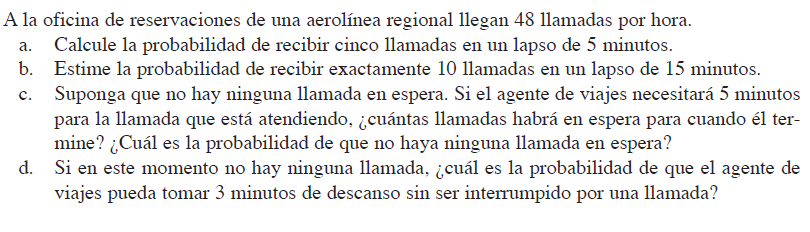 A la oficina de reservaciones de una aerolínea regional llegan 48 llamadas por hora.
a. Calcule la probabilidad de recibir cinco llamadas en un lapso de 5 minutos.
b. Estime la probabilidad de recibir exactamente 10 llamadas en un lapso de 15 minutos.
c. Suponga que no hay ninguna llamada en espera. Si el agente de viajes necesitará 5 minutos
para la llamada que está atendiendo, ¿cuántas llamadas habrá en espera para cuando él ter-
mine? ¿Cuál es la probabilidad de que no haya ninguna llamada en espera?
d. Si en este momento no hay ninguna llamada, ¿cuál es la probabilidad de que el agente de
viajes pueda tomar 3 minutos de descanso sin ser interrumpido por una llamada?